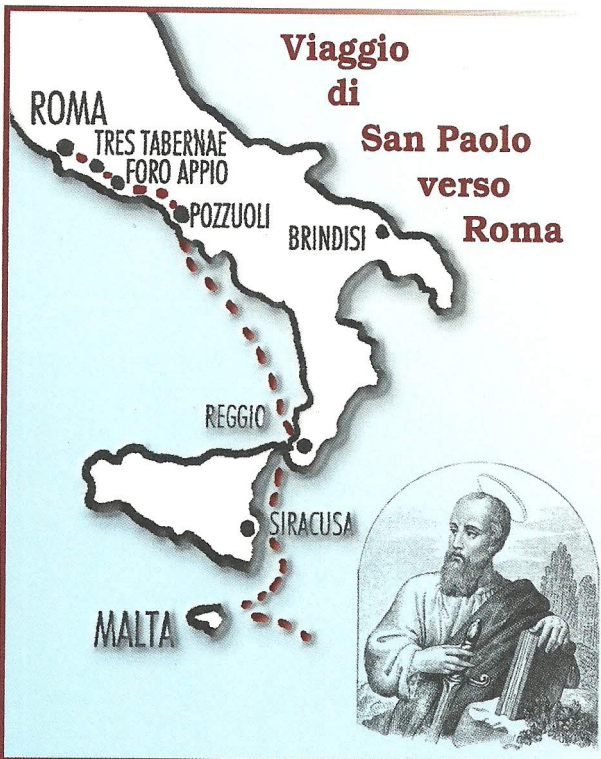 Viaggio
di
San Paolo
verso
Roma
ROMA
TRES TABERNAE
FORO APPIO
POZZUOLI
BRINDISI
REGGIO
SIRACUSA
MALTA